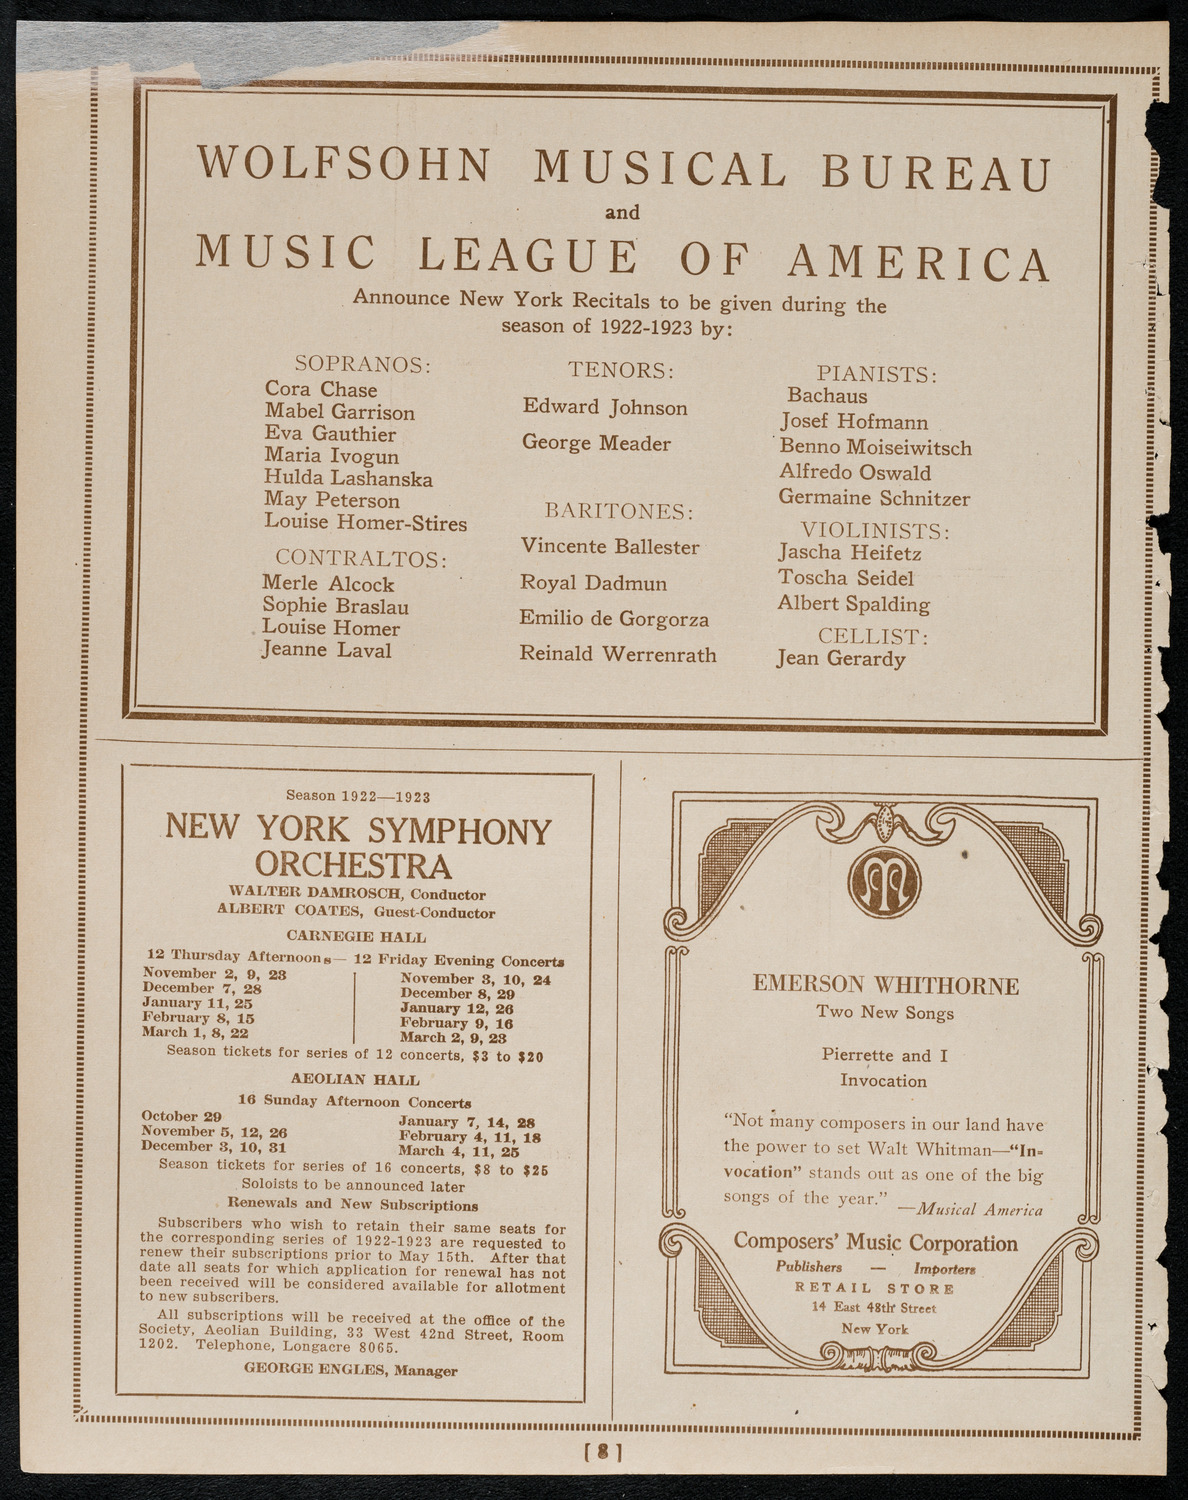 WOLFSOHN MUSICAL BUREAU
and
MUSIC LEAGUE OF AMERICA
Announce New York Recitals to be given during the
season of 1922-1923 by:
SOPRANOS:
Cora Chase
Mabel Garrison
Eva Gauthier
Maria Ivogun
Hulda Lashanska
May Peterson
Louise Homer-Stires
CONTRALTOS:
Merle Alcock
Sophie Braslau
Louise Homer
Jeanne Laval
TENORS:
Edward Johnson
George Meader
BARITONES:
Vincente Ballester
Royal Dadmun
Emilio de Gorgorza
Reinald Werrenrath
PIANISTS:
Bachaus
Josef Hofmann
Benno Moiseiwitsch
Alfredo Oswald
Germaine Schnitzer
VIOLINISTS:
Jascha Heifetz
Toscha Seidel
Albert Spalding
CELLIST:
Jean Gerardy
Season 1922—1923
NEW YORK SYMPHONY
ORCHESTRA
WALTER DAMROSCH, Conductor
ALBERT COATES, Guest-Conductor
CARNEGIE HALL
12 Thursday Afternoons— 12 Friday Evening Concerts
November 2, 9, 23
December 7, 28
January 11, 25
February 8, 15
March 1, 8, 22
November 3, 10, 24
December 8, 29
January 12, 26
February 9, 16
March 2, 9, 23
Season tickets for series of 12 concerts, $3 to $20
AEOLIAN HALL
16 Sunday Afternoon Concerts
October 29
November 5, 12, 26
December 3, 10, 31
January 7, 14, 28
February 4, 11, 18
March 4, 11, 25
Season tickets for series of 16 concerts, $8 to $25
Soloists to be announced later
Renewals and New Subscriptions
Subscribers who wish to retain their same seats for
the corresponding series of 1922-1923 are requested to
renew their subscriptions prior to May 15th. After that
date all seats for which application for renewal has not
been received will be considered available for allotment
to new subscribers.
All subscriptions will be received at the office of the
Society, Aeolian Building, 33 West 42nd Street, Room
1202. Telephone, Longacre 8065.
GEORGE ENGLES, Manager
M
EMERSON WHITHORNE
Two New Songs
Pierrette and I
Invocation
“Not many composers in our land have
the power to set Walt Whitman—“In-
vocation” stands out as one of the big
songs of the year.”
—Musical America
Composers’ Music Corporation
Publishers — Importers
RETAIL STORE
14 East 48th Street
New York
[ 8 ]